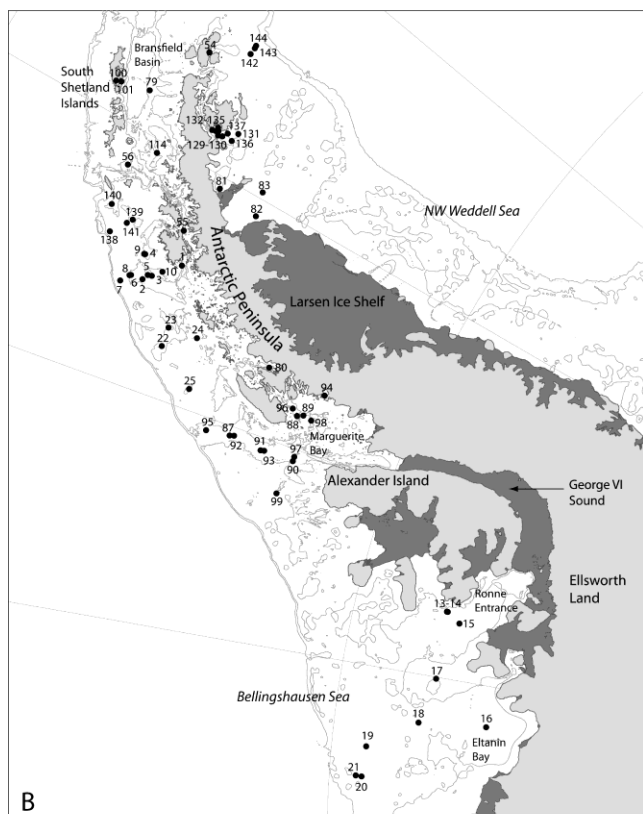 144
54
143
142
Bransfield
Basin
South
Shetland
Islands
100
101
79
132-135
137
131
129-
130
136
114
56
81
83
82
NW Weddell Sea
140
139
141
138
55
Antarctic Peninsula
9
4
1
8
5
10
7
6
2
3
Larsen Ice Shelf
23
22
24
80
25
94
96
89
88
98
95
87
92
Marguerite
Bay
91
93
97
90
99
Alexander Island
George VI
Sound
Ellsworth
Land
Ronne
Entrance
13-14
15
17
Bellingshausen Sea
18
16
19
Eltanin
Bay
21
20
B